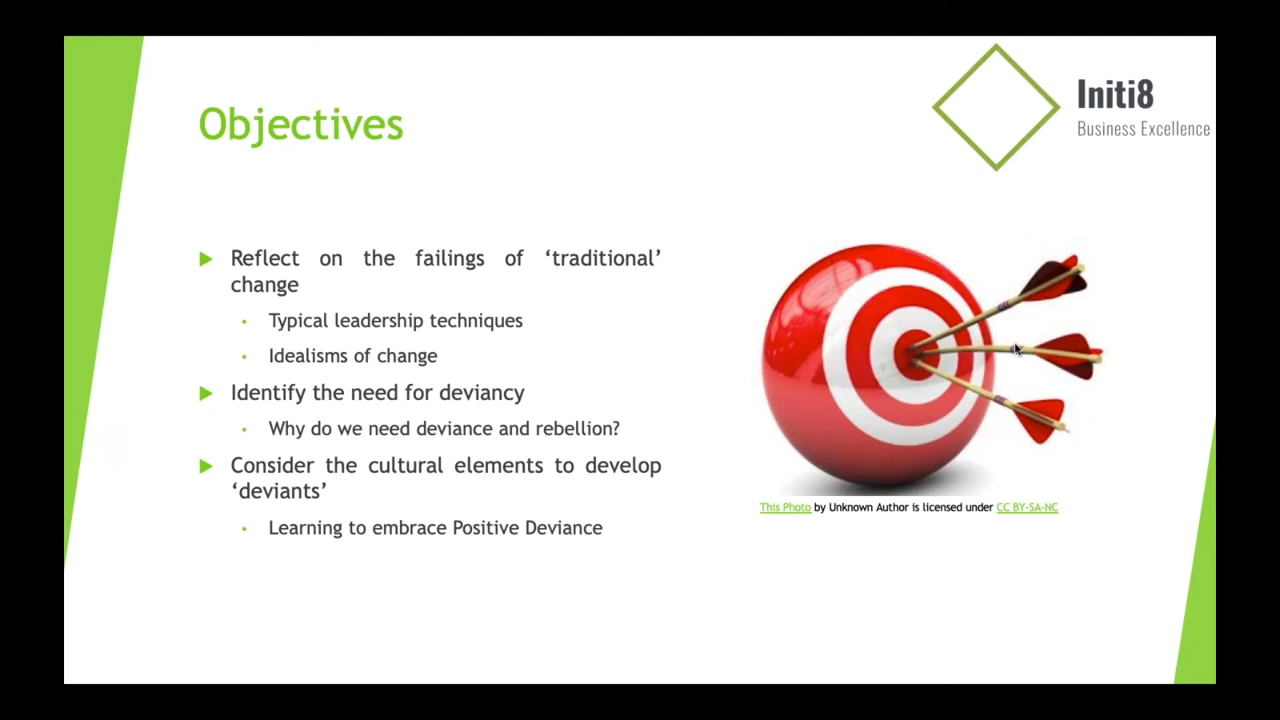 Initi8
Business Excellence
Objectives
Reflect on the failings of ‘traditional’
change
Typical leadership techniques
Idealisms of change
Identify the need for deviancy
Why do we need deviance and rebellion?
Consider the cultural elements to develop
‘deviants’
Learning to embrace Positive Deviance
This Photo by Unknown Author is licensed under CC BY-SA-NC